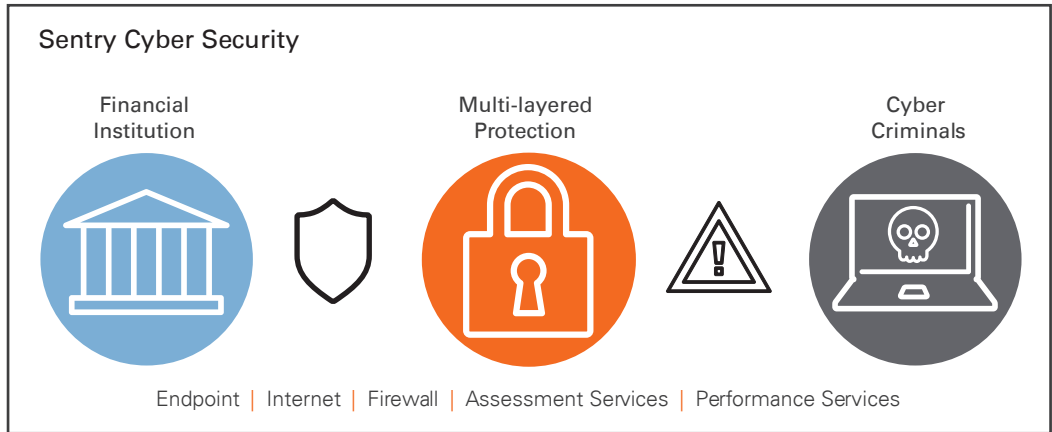 Sentry Cyber Security
Financial
Institution
Multi-layered
Protection
Cyber
Criminals
!
Endpoint | Internet | Firewall | Assessment Services | Performance Services